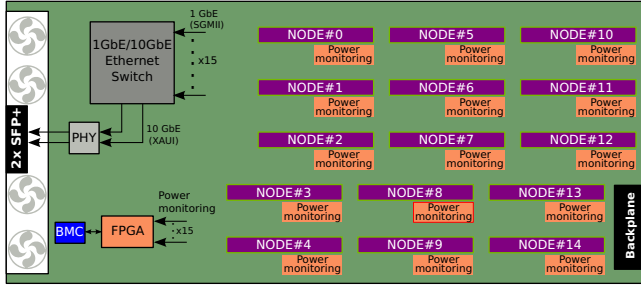 1 GbE
(SGMII)
1GbE/10GbE
Ethernet
Switch
x15
2x SFP+
PHY
10 GbE
(XAUI)
NODE#0
Power
monitoring
NODE#5
Power
monitoring
NODE#10
Power
monitoring
NODE#1
Power
monitoring
NODE#6
Power
monitoring
NODE#11
Power
monitoring
NODE#2
Power
monitoring
NODE#7
Power
monitoring
NODE#12
Power
monitoring
NODE#3
Power
monitoring
NODE#8
Power
monitoring
NODE#13
Power
monitoring
Power
monitoring
BMC
FPGA
x15
NODE#4
Power
monitoring
NODE#9
Power
monitoring
NODE#14
Power
monitoring
Backplane